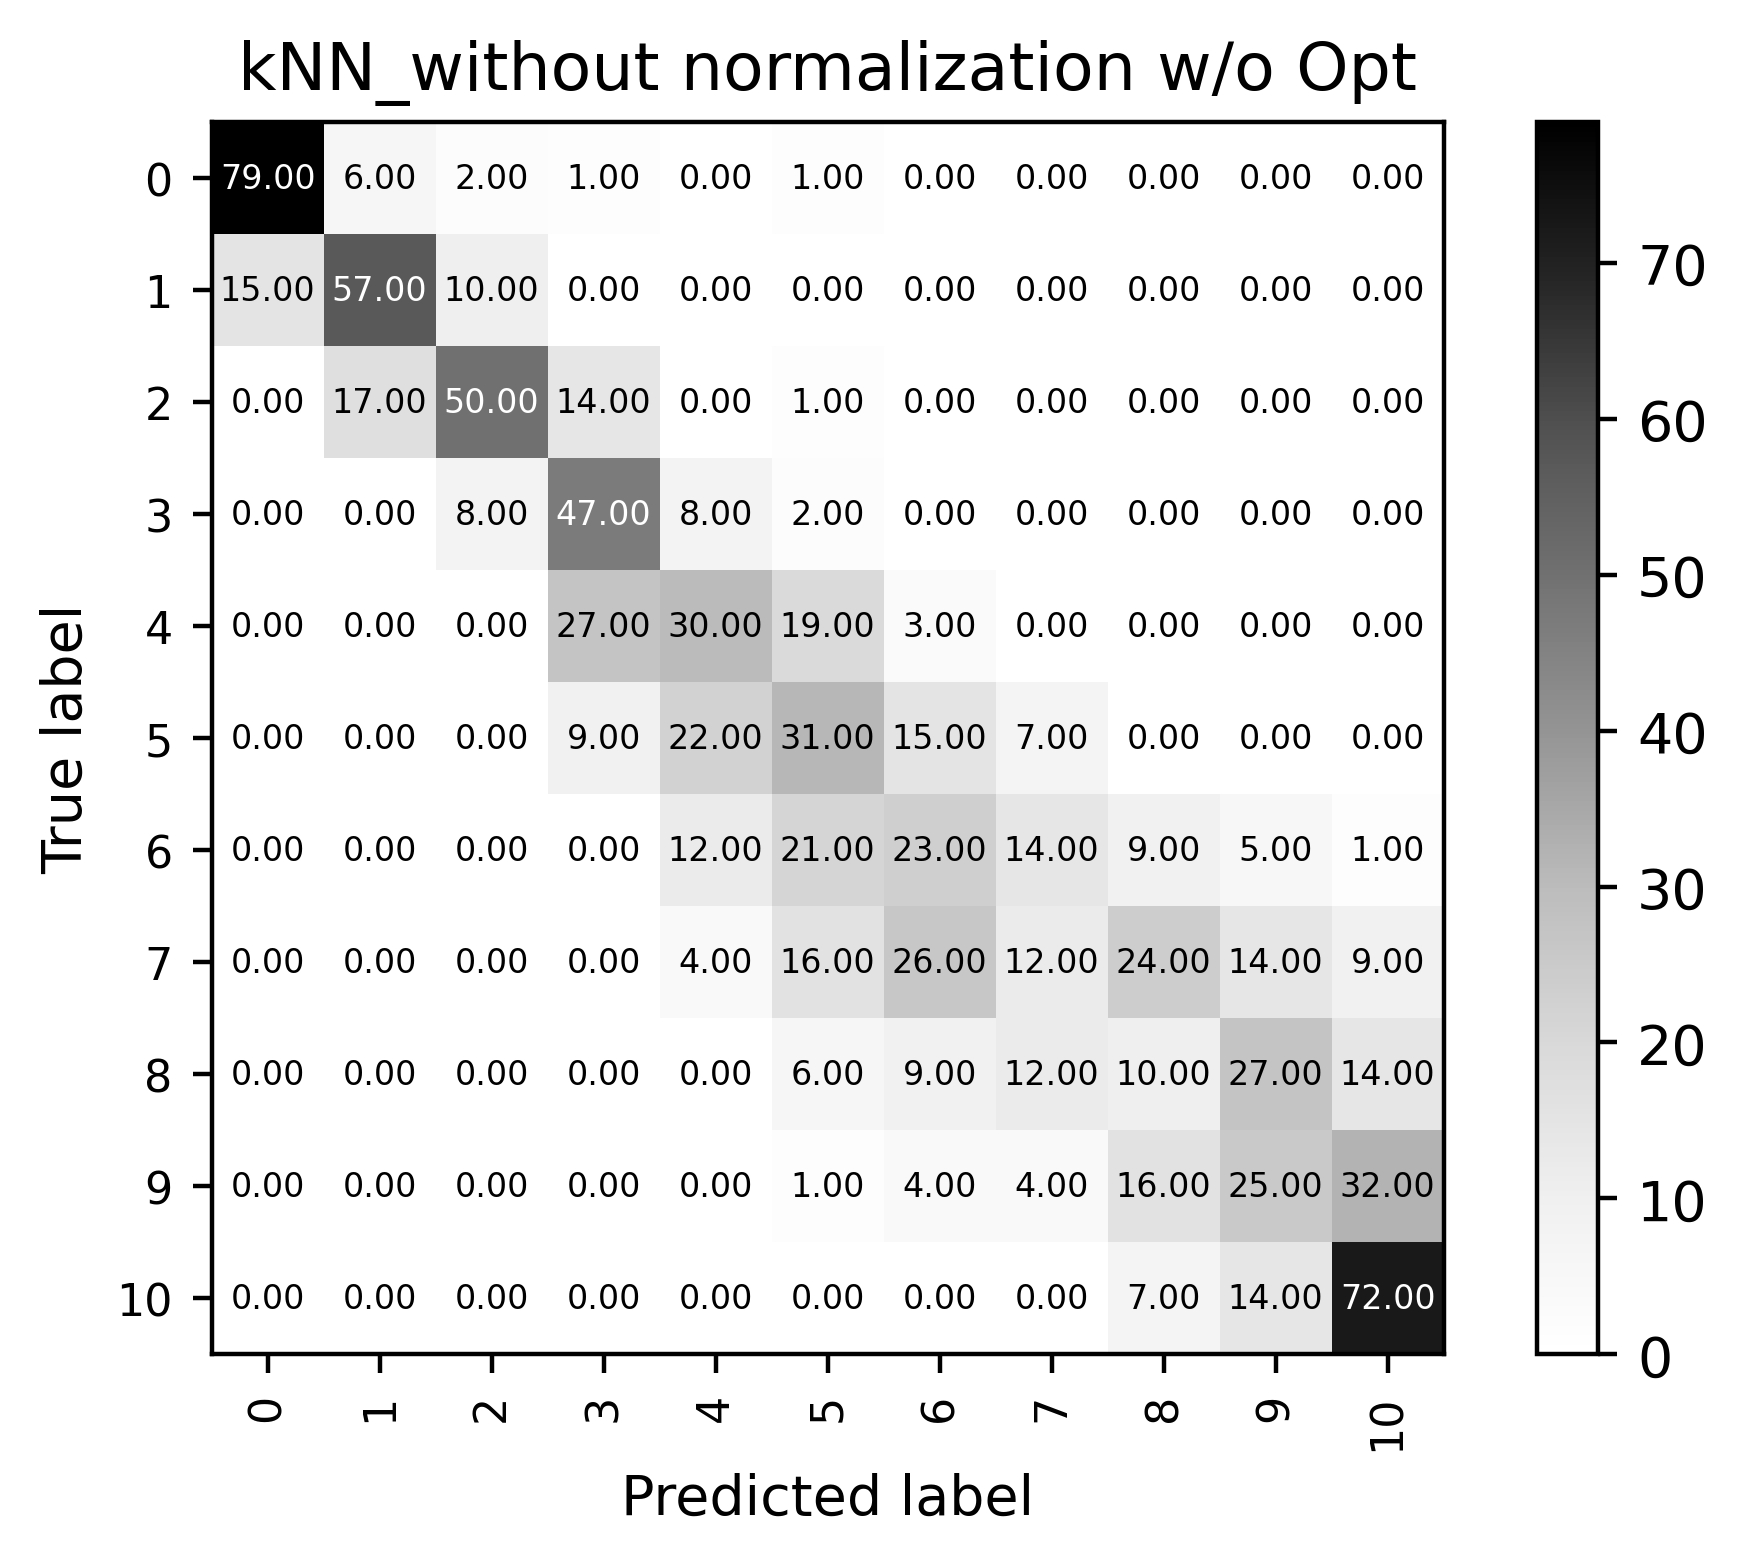 kNN_without normalization w/o Opt
0 79.00 6.00 2.00 1.00 0.00 1.00 0.00 0.00 0.00 0.00 0.00
1 15.00 57.00 10.00 0.00 0.00 0.00 0.00 0.00 0.00 0.00 0.00
2 0.00 17.00 50.00 14.00 0.00 1.00 0.00 0.00 0.00 0.00 0.00
3 0.00 0.00 8.00 47.00 8.00 2.00 0.00 0.00 0.00 0.00 0.00
4 0.00 0.00 0.00 27.00 30.00 19.00 3.00 0.00 0.00 0.00 0.00
5 0.00 0.00 0.00 9.00 22.00 31.00 15.00 7.00 0.00 0.00 0.00
6 0.00 0.00 0.00 0.00 12.00 21.00 23.00 14.00 9.00 5.00 1.00
7 0.00 0.00 0.00 0.00 4.00 16.00 26.00 12.00 24.00 14.00 9.00
8 0.00 0.00 0.00 0.00 0.00 6.00 9.00 12.00 10.00 27.00 14.00
9 0.00 0.00 0.00 0.00 0.00 1.00 4.00 4.00 16.00 25.00 32.00
10 0.00 0.00 0.00 0.00 0.00 0.00 0.00 0.00 7.00 14.00 72.00
0 1 2 3 4 5 6 7 8 9 10
Predicted label
True label
70
60
50
40
30
20
10
0